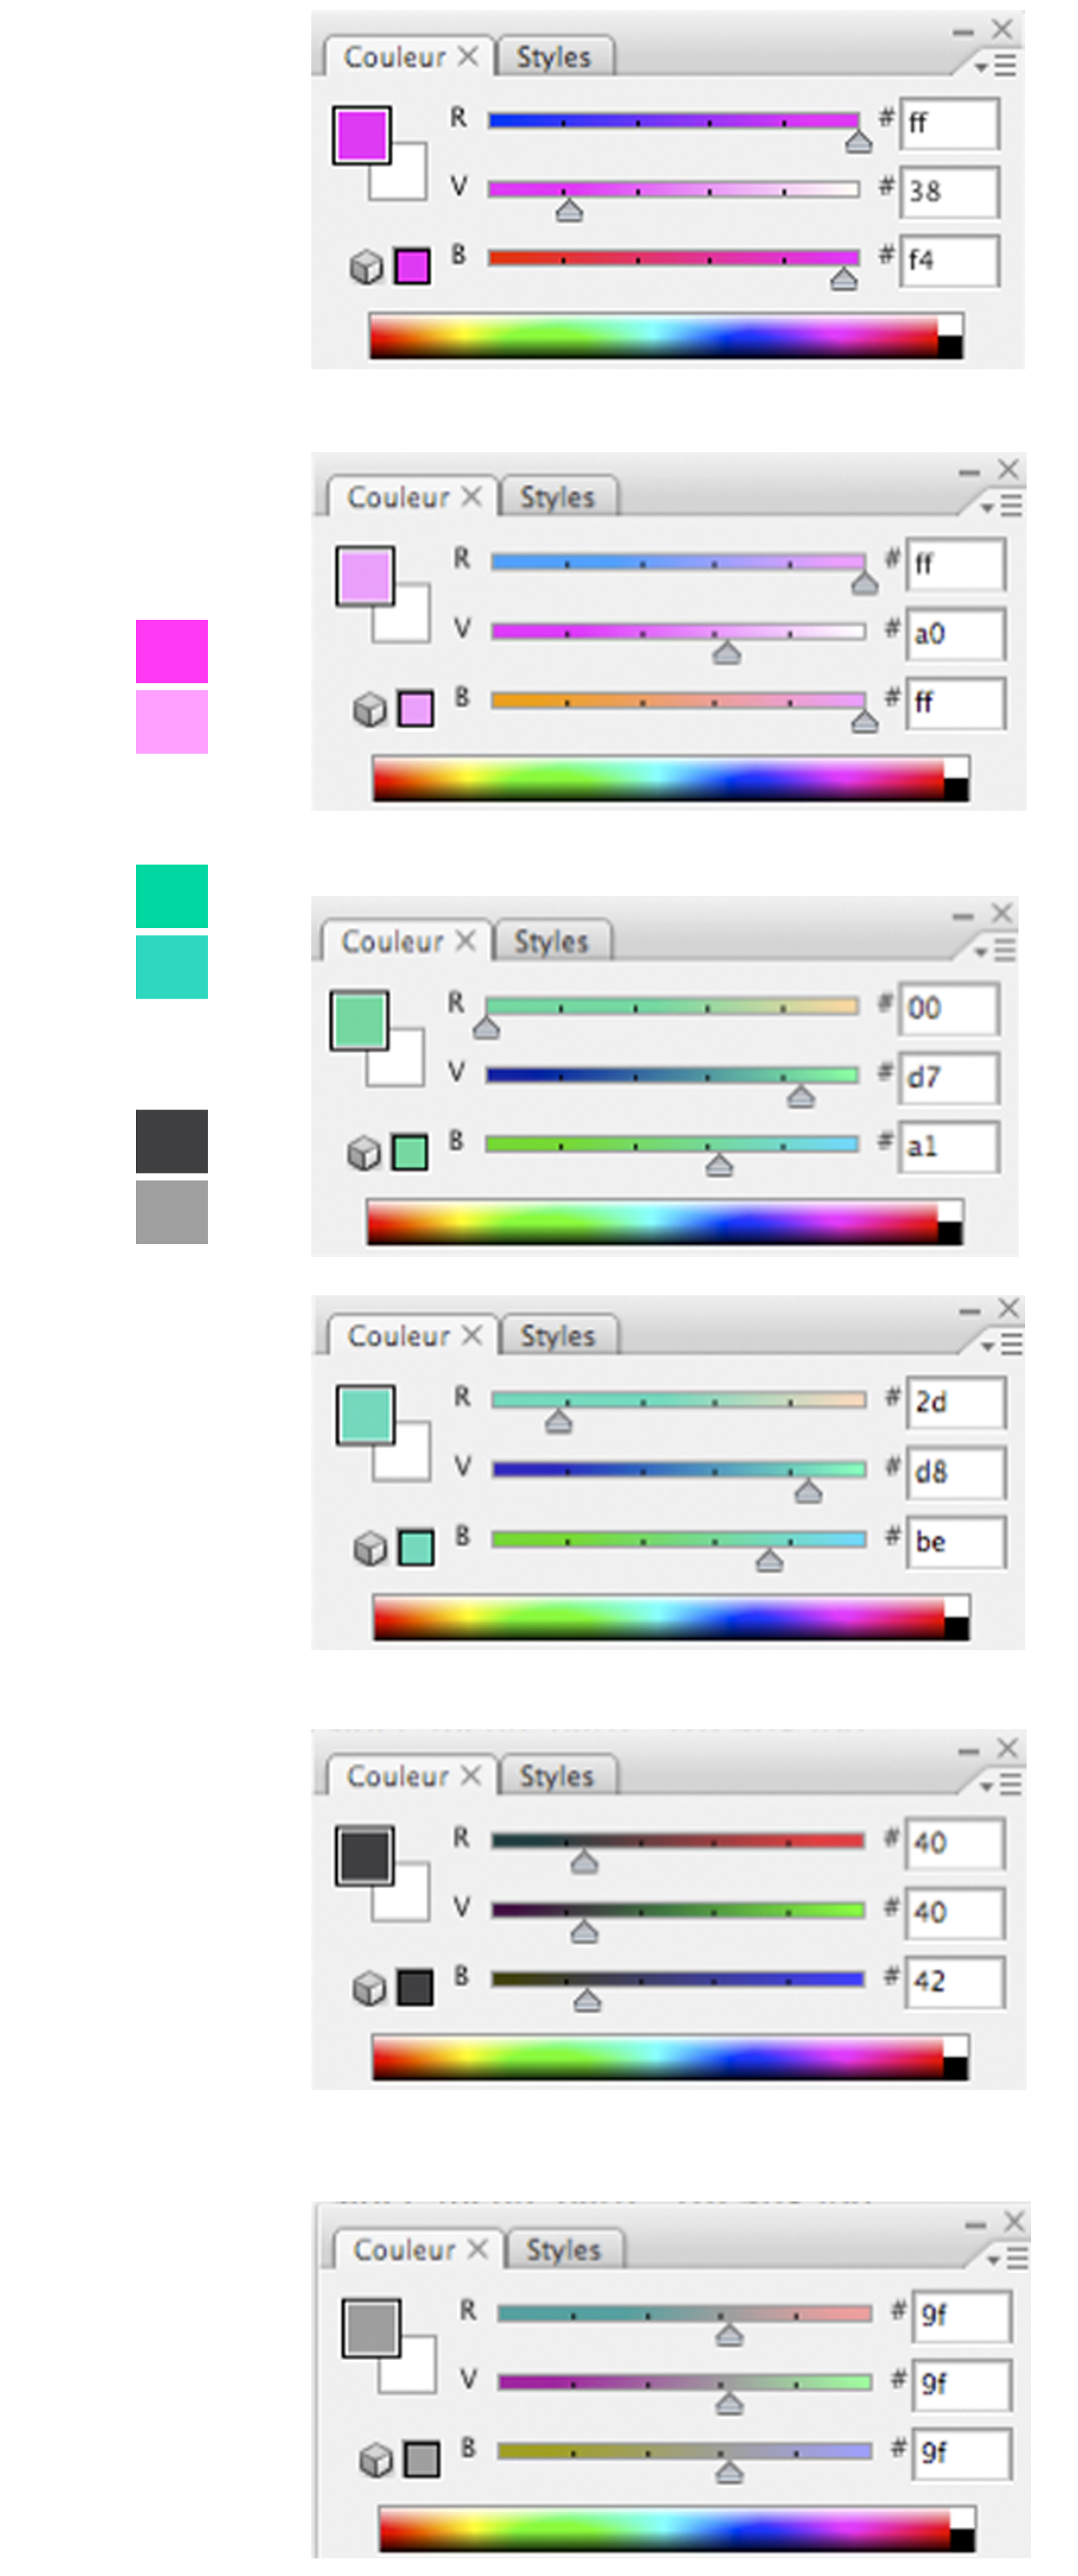 Couleur Styles
R # ff
V # 38
B # f4
Couleur Styles
R # ff
V # a0
B # ff
Couleur Styles
R # 00
V # d7
B # a1
Couleur Styles
R # 2d
V # d8
B # be
Couleur Styles
R # 40
V # 40
B # 42
Couleur Styles
R # 9f
V # 9f
B # 9f